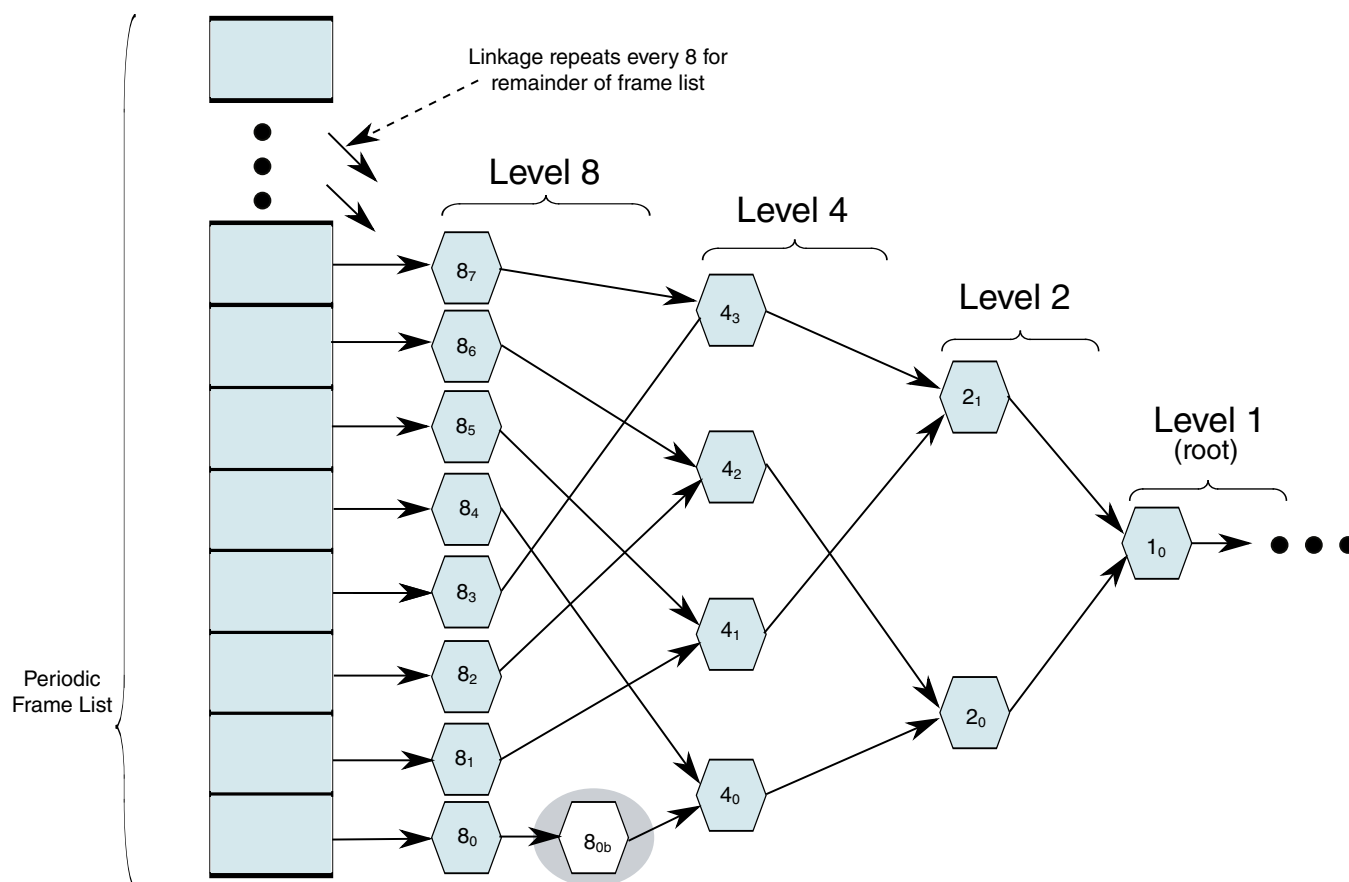 Linkage repeats every 8 for
remainder of frame list
Level 8
Level 4
Level 2
Level 1
(root)
8₇
8₆
8₅
8₄
8₃
8₂
8₁
8₀
8₀b
4₃
4₂
4₁
4₀
2₁
2₀
1₀
Periodic
Frame List